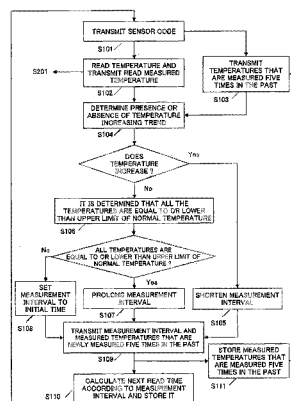 TRANSMIT SENSOR CODE
S101
S201
READ TEMPERATURE AND
TRANSMIT READ MEASURED
TEMPERATURE
S102
TRANSMIT
TEMPERATURES THAT
ARE MEASURED FIVE
TIMES IN THE PAST
S103
DETERMINE PRESENCE OR
ABSENCE OF TEMPERATURE
INCREASING TREND
S104
DOES
TEMPERATURE
INCREASE ?
Yes
No
IT IS DETERMINED THAT ALL THE
TEMPERATURES ARE EQUAL TO OR LOWER
THAN UPPER LIMIT OF NORMAL TEMPERATURE
S106
ALL TEMPERATURES ARE
EQUAL TO OR LOWER THAN UPPER LIMIT OF
NORMAL TEMPERATURE ?
No
Yes
SET
MEASUREMENT
INTERVAL TO
INITIAL TIME
S108
PROLONG MEASUREMENT
INTERVAL
S107
SHORTEN MEASUREMENT
INTERVAL
S105
TRANSMIT MEASUREMENT INTERVAL AND
MEASURED TEMPERATURES THAT ARE
NEWLY MEASURED FIVE TIMES IN THE PAST
S109
STORE MEASURED
TEMPERATURES THAT
ARE MEASURED FIVE
TIMES IN THE PAST
S111
CALCULATE NEXT READ TIME
ACCORDING TO MEASUREMENT
INTERVAL AND STORE IT
S110